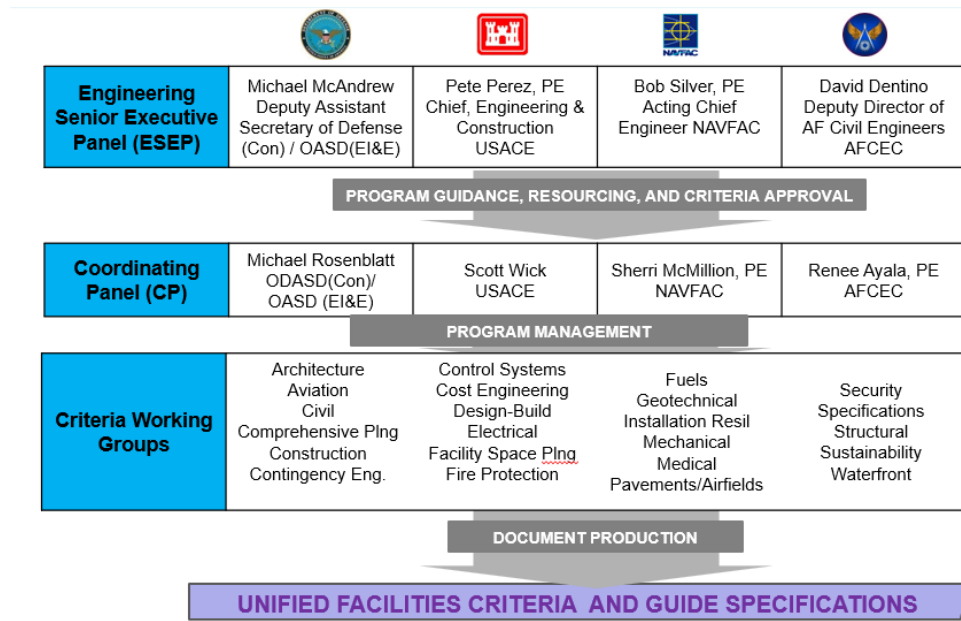 NAVFAC
Engineering
Senior Executive
Panel (ESEP)
Michael McAndrew
Deputy Assistant
Secretary of Defense
(Con) / OASD(EI&E)
Pete Perez, PE
Chief, Engineering &
Construction
USACE
Bob Silver, PE
Acting Chief
Engineer NAVFAC
David Dentino
Deputy Director of
AF Civil Engineers
AFCEC
PROGRAM GUIDANCE, RESOURCING, AND CRITERIA APPROVAL
Coordinating
Panel (CP)
Michael Rosenblatt
ODASD(Con)/
OASD (EI&E)
Scott Wick
USACE
Sherri McMillion, PE
NAVFAC
Renee Ayala, PE
AFCEC
PROGRAM MANAGEMENT
Criteria Working
Groups
Architecture
Aviation
Civil
Comprehensive Plng
Construction
Contingency Eng.
Control Systems
Cost Engineering
Design-Build
Electrical
Facility Space Plng
Fire Protection
Fuels
Geotechnical
Installation Resil
Mechanical
Medical
Pavements/Airfields
Security
Specifications
Structural
Sustainability
Waterfront
DOCUMENT PRODUCTION
UNIFIED FACILITIES CRITERIA AND GUIDE SPECIFICATIONS